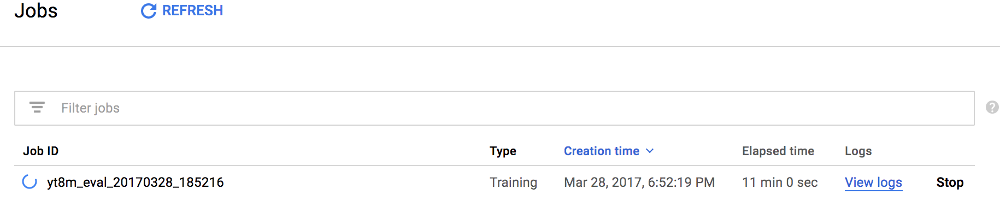 Jobs REFRESH
Filter jobs ?
Job ID Type Creation time Elapsed time Logs
yt8m_eval_20170328_185216 Training Mar 28, 2017, 6:52:19 PM 11 min 0 sec View logs Stop